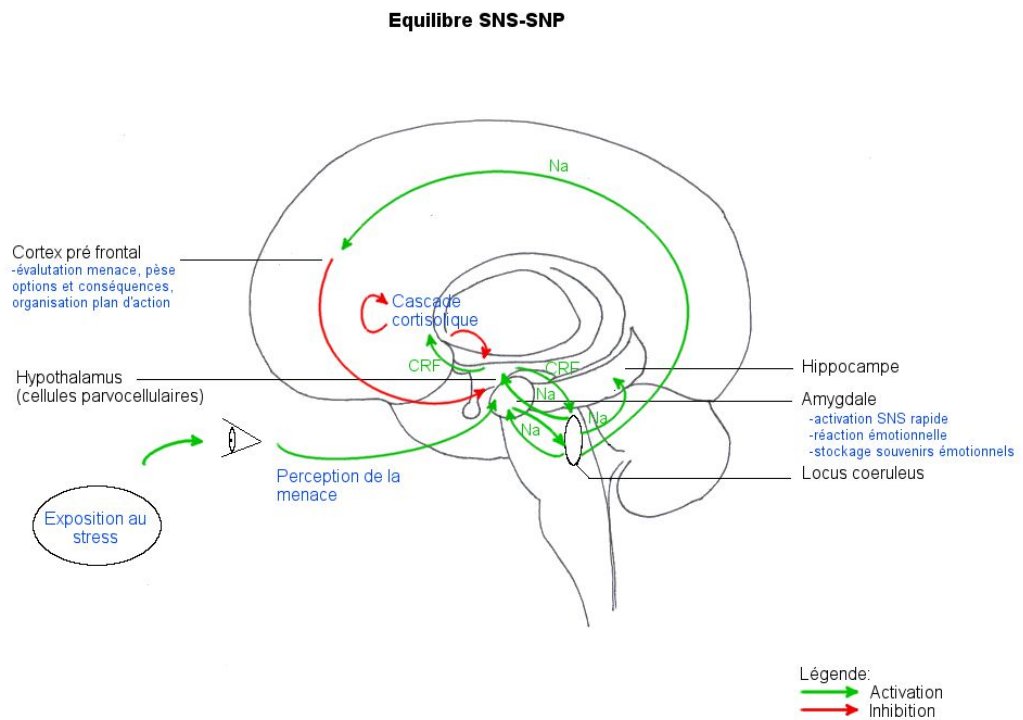 Equilibre SNS-SNP
Na
Cortex pré frontal
-évalutation menace, pèse
options et conséquences,
organisation plan d'action
Cascade
cortisolique
CRF
CRF
Hypothalamus
(cellules parvocellulaires)
Hippocampe
Na
Amygdale
-activation SNS rapide
-réaction émotionnelle
-stockage souvenirs émotionnels
Na
Na
Locus coeruleus
Perception de la
menace
Exposition au
stress
Légende:
Activation
Inhibition